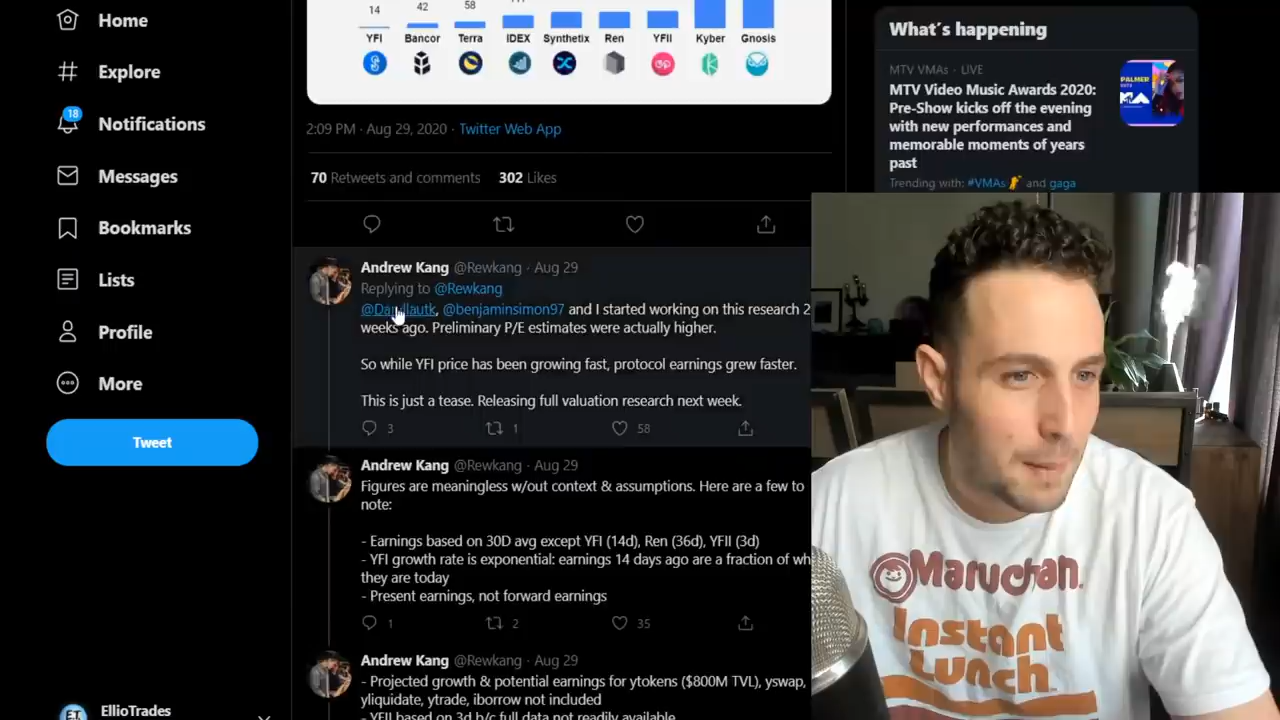 Home
Explore
18
Notifications
Messages
Bookmarks
Lists
Profile
More
Tweet
EllioTrades
14
42
58
YFI
Bancor
Terra
IDEX
Synthetix
Ren
YFII
Kyber
Gnosis
2:09 PM · Aug 29, 2020 · Twitter Web App
70 Retweets and comments 302 Likes
Andrew Kang @Rewkang · Aug 29
Replying to @Rewkang
, @benjaminsimon97 and I started working on this research 2
weeks ago. Preliminary P/E estimates were actually higher.
So while YFI price has been growing fast, protocol earnings grew faster.
This is just a tease. Releasing full valuation research next week.
3
1
58
Andrew Kang @Rewkang · Aug 29
Figures are meaningless w/out context & assumptions. Here are a few to
note:
- Earnings based on 30D avg except YFI (14d), Ren (36d), YFII (3d)
- YFI growth rate is exponential: earnings 14 days ago are a fraction of
they are today
- Present earnings, not forward earnings
1
2
35
Andrew Kang @Rewkang · Aug 29
- Projected growth & potential earnings for ytokens ($800M TVL), yswap,
yliquidate, ytrade, iborrow not included
- YFII based on 3d b/c full data not readily available
What's happening
MTV VMAs · LIVE
MTV Video Music Awards 2020:
Pre-Show kicks off the evening
with new performances and
memorable moments of years
past
Trending with: #VMAs and gaga
Maruchan.
Instant
Lunch